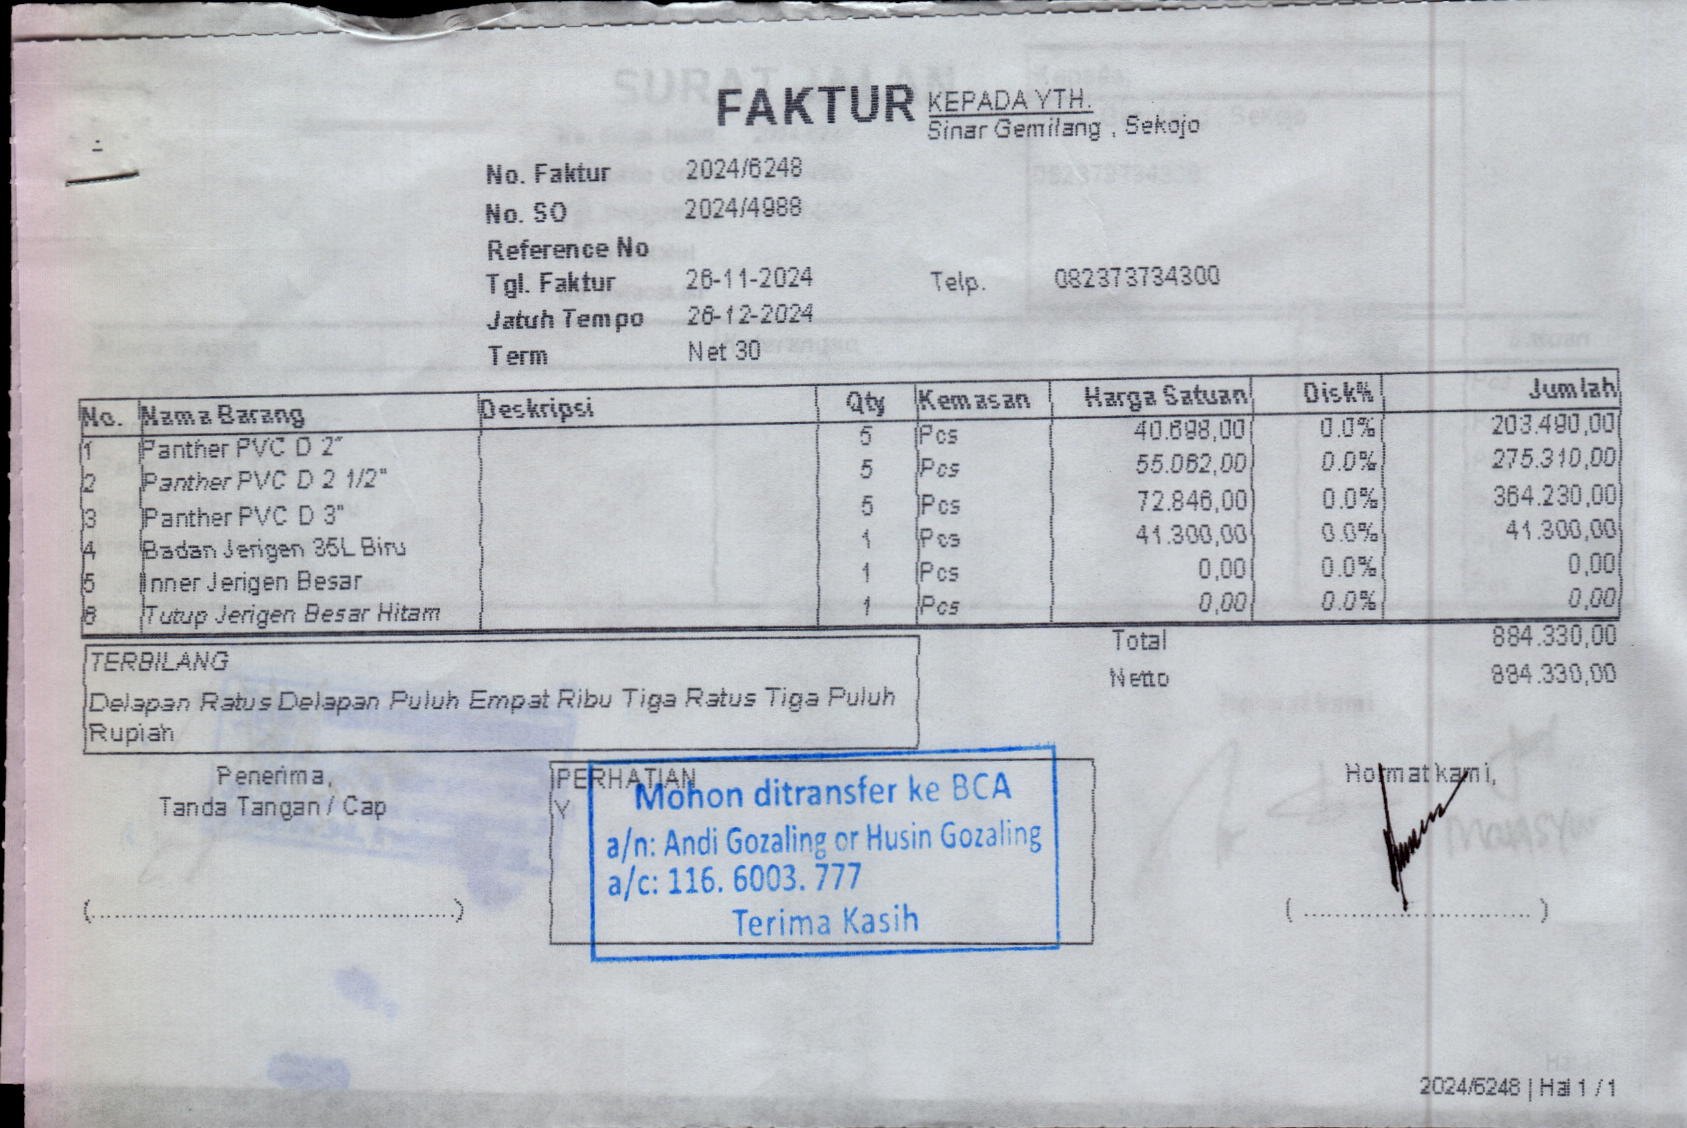 FAKTUR
KEPADA YTH.
Sinar Gemilang , Sekojo
No. Faktur 2024/6248
No. SO 2024/4988
Reference No
Tgl. Faktur 26-11-2024 Telp. 082373734300
Jatuh Tempo 26-12-2024
Term Net 30
No. Nama Barang Deskripsi Qty Kemasan Harga Satuan Disk% Jumlah
1 Panther PVC D 2" 5 Pcs 40.698,00 0.0% 203.490,00
2 Panther PVC D 2 1/2" 5 Pcs 55.062,00 0.0% 275.310,00
3 Panther PVC D 3" 5 Pcs 72.846,00 0.0% 364.230,00
4 Badan Jerigen 35L Biru 1 Pcs 41.300,00 0.0% 41.300,00
5 Inner Jerigen Besar 1 Pcs 0,00 0.0% 0,00
6 Tutup Jerigen Besar Hitam 1 Pcs 0,00 0.0% 0,00
Total 884.330,00
Netto 884.330,00
TERBILANG
Delapan Ratus Delapan Puluh Empat Ribu Tiga Ratus Tiga Puluh
Rupiah
Penerima,
Tanda Tangan / Cap
(..................................................)
PERHATIAN
Y
Mohon ditransfer ke BCA
a/n: Andi Gozaling or Husin Gozaling
a/c: 116. 6003. 777
Terima Kasih
Hormat kami,
( ................................ )
2024/6248 | Hal 1 / 1